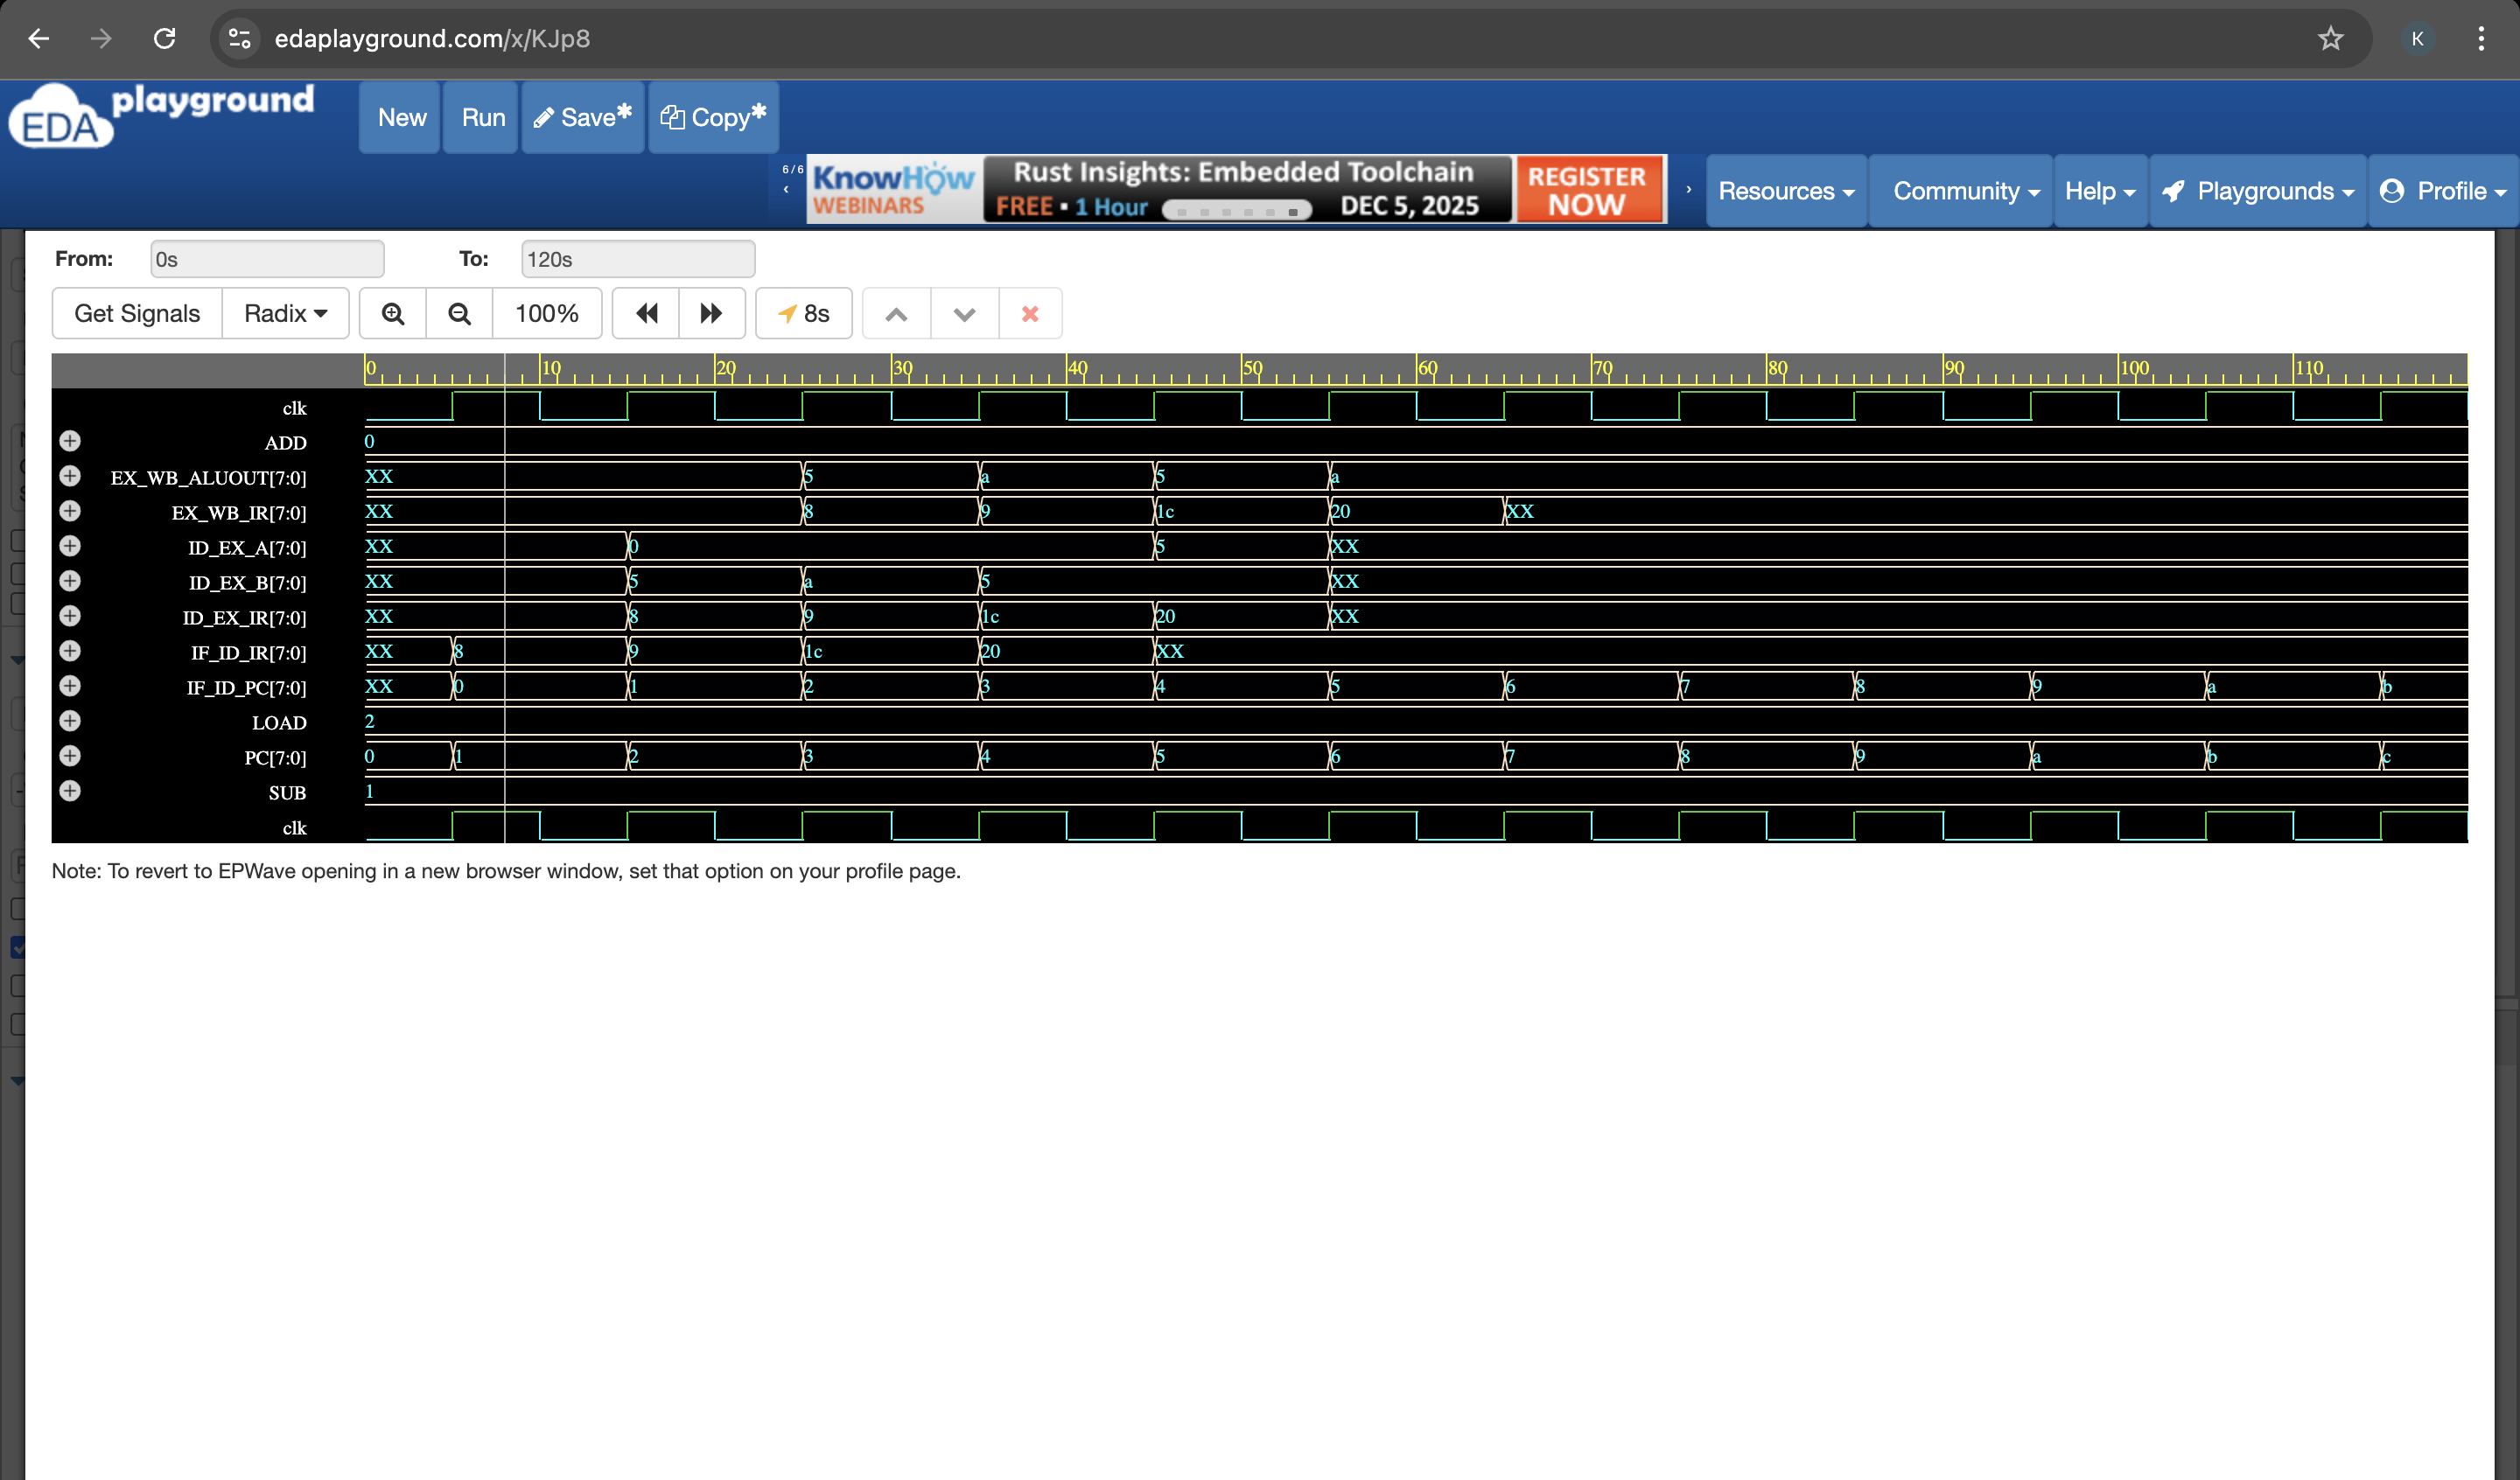 edaplayground.com/x/KJp8
K
EDA playground
New Run Save* Copy*
6/6
KnowHow WEBINARS
Rust Insights: Embedded Toolchain
FREE • 1 Hour DEC 5, 2025
REGISTER NOW
Resources Community Help Playgrounds Profile
From: 0s To: 120s
Get Signals Radix 100% 8s
0 10 20 30 40 50 60 70 80 90 100 110
clk
ADD 0
EX_WB_ALUOUT[7:0] XX 5 a 5 a
EX_WB_IR[7:0] XX 8 9 1c 20 XX
ID_EX_A[7:0] XX 0 5 XX
ID_EX_B[7:0] XX 5 a 5 XX
ID_EX_IR[7:0] XX 8 9 1c 20 XX
IF_ID_IR[7:0] XX 8 9 1c 20 XX
IF_ID_PC[7:0] XX 0 1 2 3 4 5 6 7 8 9 a b
LOAD 2
PC[7:0] 0 1 2 3 4 5 6 7 8 9 a b c
SUB 1
clk
Note: To revert to EPWave opening in a new browser window, set that option on your profile page.